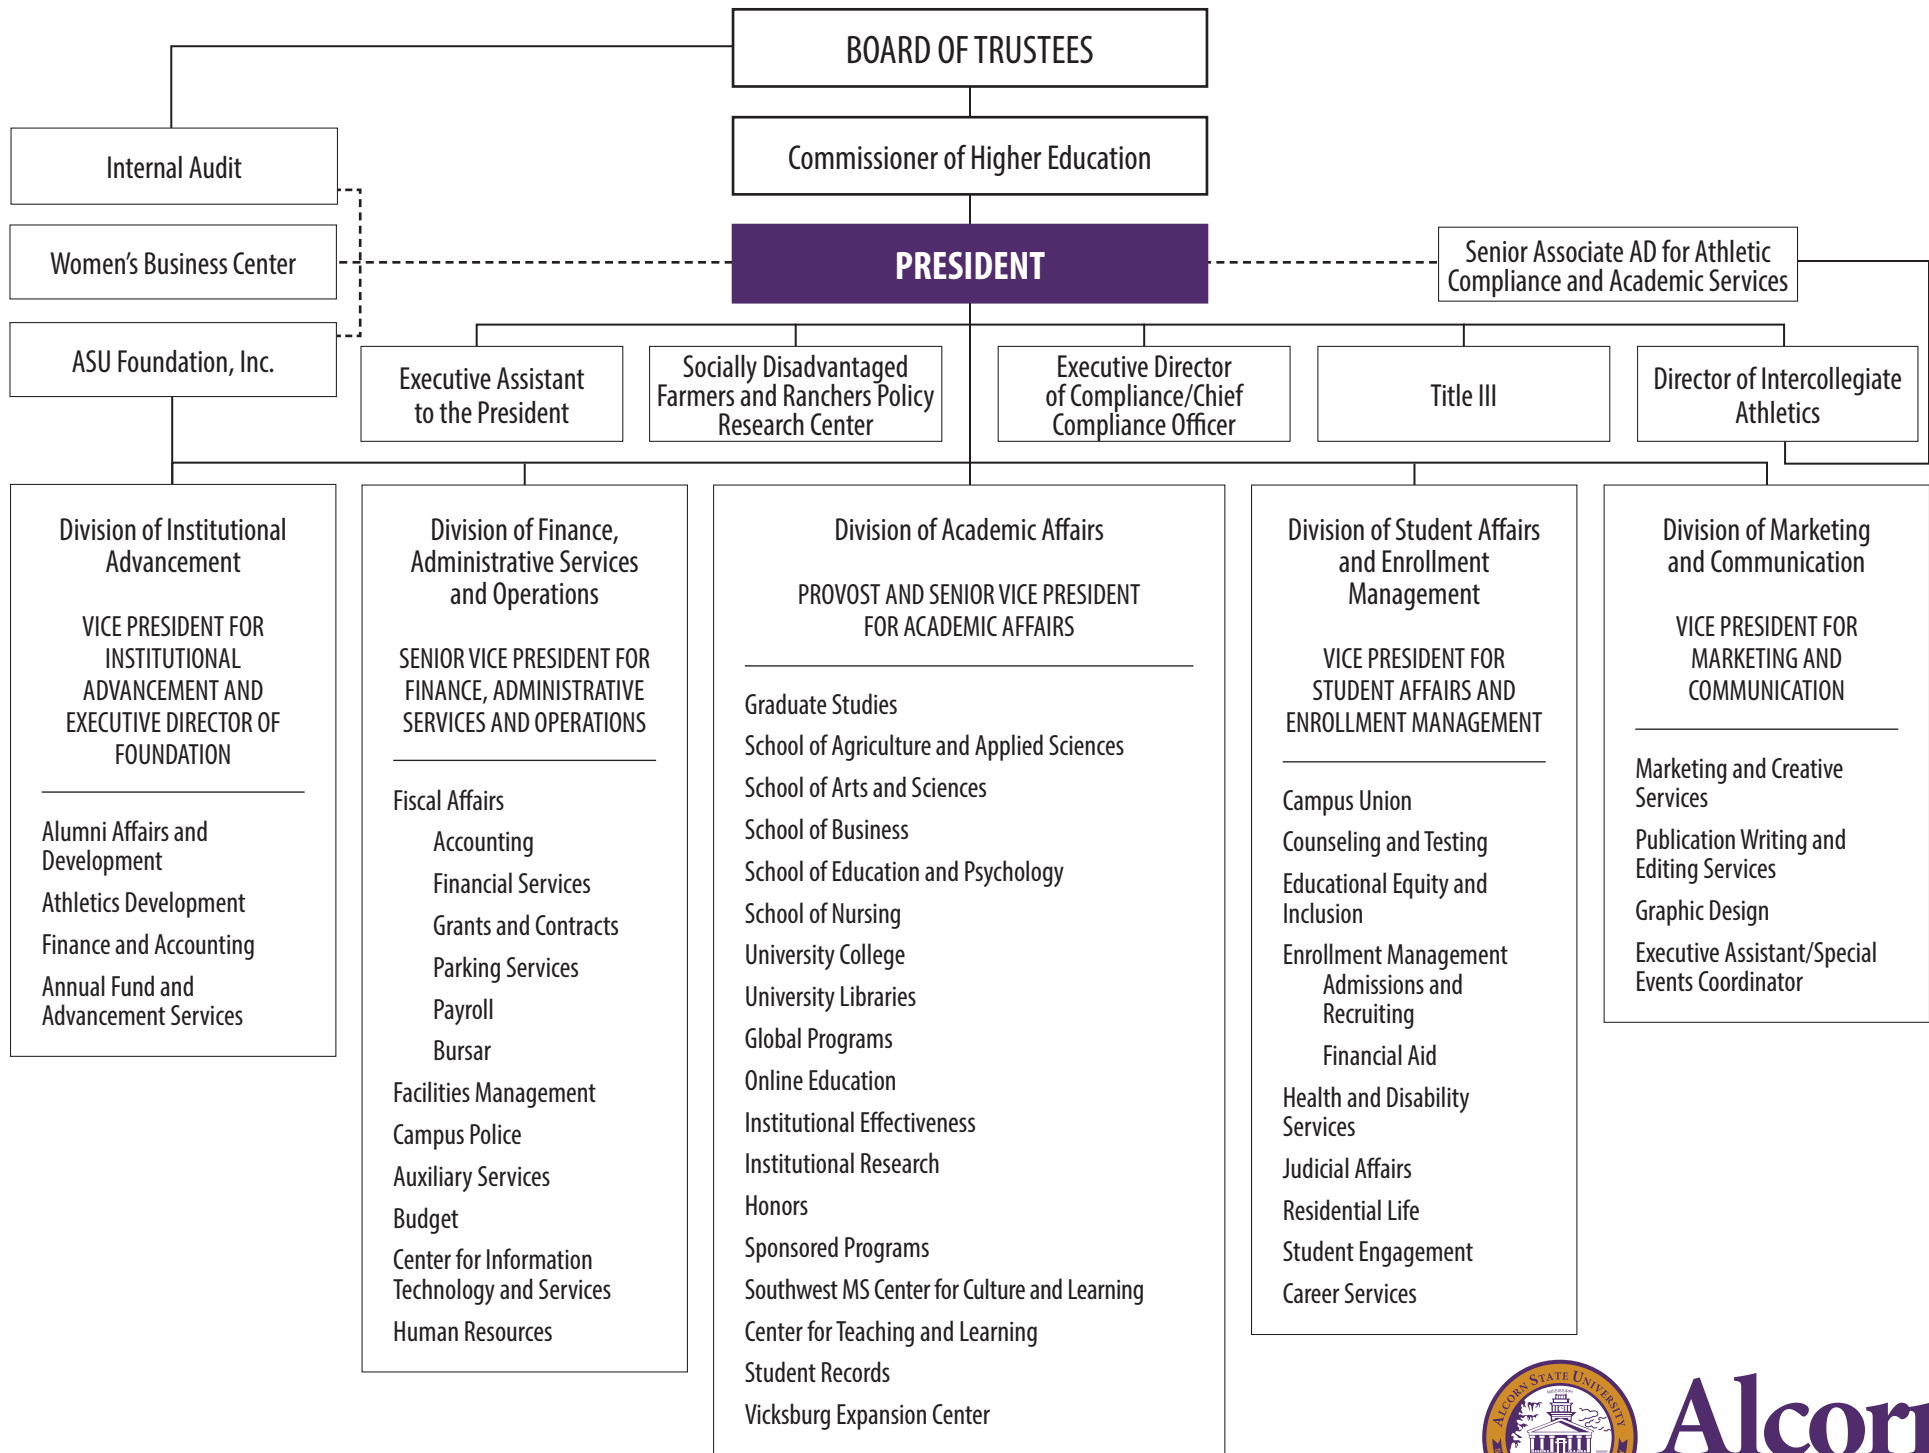 BOARD OF TRUSTEES
Internal Audit
Commissioner of Higher Education
Women's Business Center
PRESIDENT
Senior Associate AD for Athletic
Compliance and Academic Services
ASU Foundation, Inc.
Executive Assistant
to the President
Socially Disadvantaged
Farmers and Ranchers Policy
Research Center
Executive Director
of Compliance/Chief
Compliance Officer
Title III
Director of Intercollegiate
Athletics
Division of Institutional
Advancement
VICE PRESIDENT FOR
INSTITUTIONAL
ADVANCEMENT AND
EXECUTIVE DIRECTOR OF
FOUNDATION
Alumni Affairs and
Development
Athletics Development
Finance and Accounting
Annual Fund and
Advancement Services
Division of Finance,
Administrative Services
and Operations
SENIOR VICE PRESIDENT FOR
FINANCE, ADMINISTRATIVE
SERVICES AND OPERATIONS
Fiscal Affairs
Accounting
Financial Services
Grants and Contracts
Parking Services
Payroll
Bursar
Facilities Management
Campus Police
Auxiliary Services
Budget
Center for Information
Technology and Services
Human Resources
Division of Academic Affairs
PROVOST AND SENIOR VICE PRESIDENT
FOR ACADEMIC AFFAIRS
Graduate Studies
School of Agriculture and Applied Sciences
School of Arts and Sciences
School of Business
School of Education and Psychology
School of Nursing
University College
University Libraries
Global Programs
Online Education
Institutional Effectiveness
Institutional Research
Honors
Sponsored Programs
Southwest MS Center for Culture and Learning
Center for Teaching and Learning
Student Records
Vicksburg Expansion Center
Division of Student Affairs
and Enrollment
Management
VICE PRESIDENT FOR
STUDENT AFFAIRS AND
ENROLLMENT MANAGEMENT
Campus Union
Counseling and Testing
Educational Equity and
Inclusion
Enrollment Management
Admissions and
Recruiting
Financial Aid
Health and Disability
Services
Judicial Affairs
Residential Life
Student Engagement
Career Services
Division of Marketing
and Communication
VICE PRESIDENT FOR
MARKETING AND
COMMUNICATION
Marketing and Creative
Services
Publication Writing and
Editing Services
Graphic Design
Executive Assistant/Special
Events Coordinator
ALCORN STATE UNIVERSITY
MISSISSIPPI
Alcorn